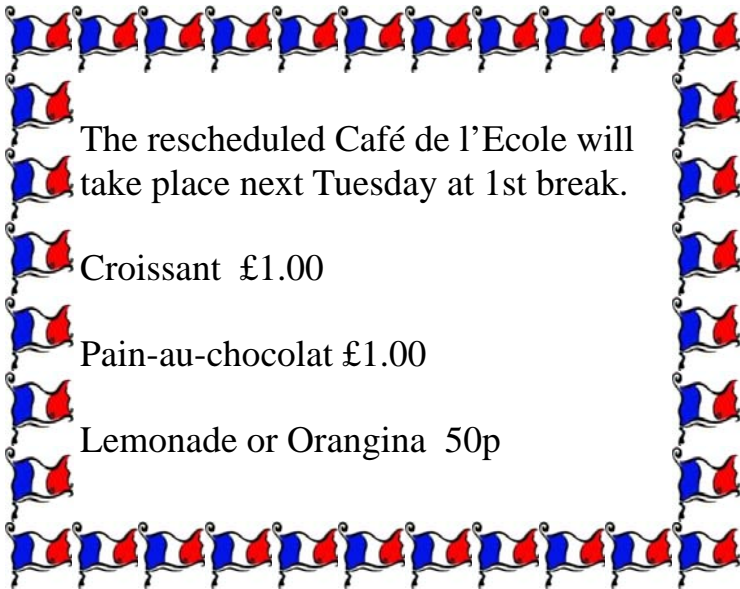 The rescheduled Café de l’Ecole will
take place next Tuesday at 1st break.
Croissant  £1.00
Pain-au-chocolat £1.00
Lemonade or Orangina  50p